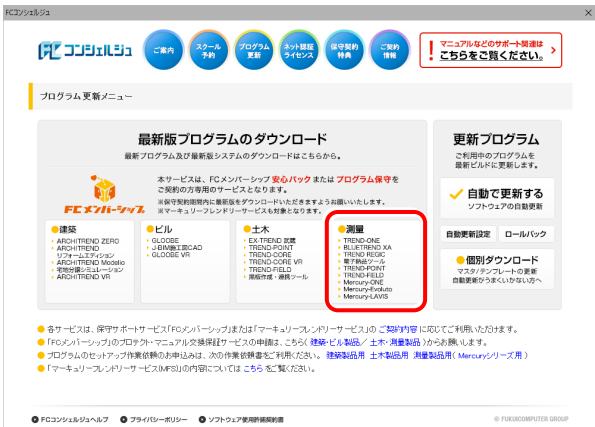 FCコンシェルジュ
FC コンシェルジュ
ご案内
スクール
予約
プログラム
更新
ネット認証
ライセンス
保守契約
特典
ご契約
情報
マニュアルなどのサポート関連は
こちらをご覧ください。
プログラム更新メニュー
最新版プログラムのダウンロード
最新プログラム及び最新版システムのダウンロードはこちらから。
FCメンバーシップ
本サービスは、FCメンバーシップ 安心パック または プログラム保守を
ご契約の方専用のサービスとなります。
※保守契約期間内に最新版をダウンロードいただきますようお願いいたします。
※マーキュリーフレンドリーサービスも対象となります。
建築
ARCHITREND ZERO
ARCHITREND
リフォームエディション
ARCHITREND Modelio
宅地分譲シミュレーション
ARCHITREND VR
ビル
GLOOBE
J-BIM施工図CAD
GLOOBE VR
土木
EX-TREND 武蔵
TREND-POINT
TREND-CORE
TREND-CORE VR
TREND-FIELD
黒板作成・連携ツール
測量
TREND-ONE
BLUETREND XA
TREND REGIC
電子納品ツール
TREND-POINT
TREND-FIELD
Mercury-ONE
Mercury-Evoluto
Mercury-LAVIS
更新プログラム
ご利用中のプログラムを
最新ビルドに更新します。
自動で更新する
ソフトウェアの自動更新
自動更新設定
ロールバック
個別ダウンロード
マスタ/テンプレートの更新
自動更新がうまくいかない方へ
各サービスは、保守サポートサービス「FCメンバーシップ」または「マーキュリーフレンドリーサービス」の ご契約内容 に応じてご利用いただけます。
「FCメンバーシップ」のプロテクト・マニュアル交換保証サービスの申請は、こちら( 建築・ビル製品／ 土木・測量製品 )からお願いします。
プログラムのセットアップ作業依頼のお申込みは、次の作業依頼書をご利用ください。 建築製品用 土木製品用 測量製品用( Mercuryシリーズ用 )
「マーキュリーフレンドリーサービス(MFS)」の内容については こちら をご覧ください。
FCコンシェルジュヘルプ
プライバシーポリシー
ソフトウェア使用許諾契約書
© FUKUICOMPUTER GROUP